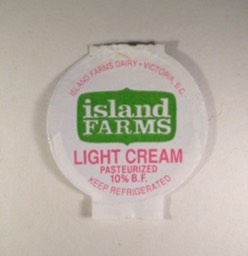 ISLAND FARMS DAIRY • VICTORIA, B.C.
island
FARMS
LIGHT CREAM
PASTEURIZED
10% B.F.
KEEP REFRIGERATED